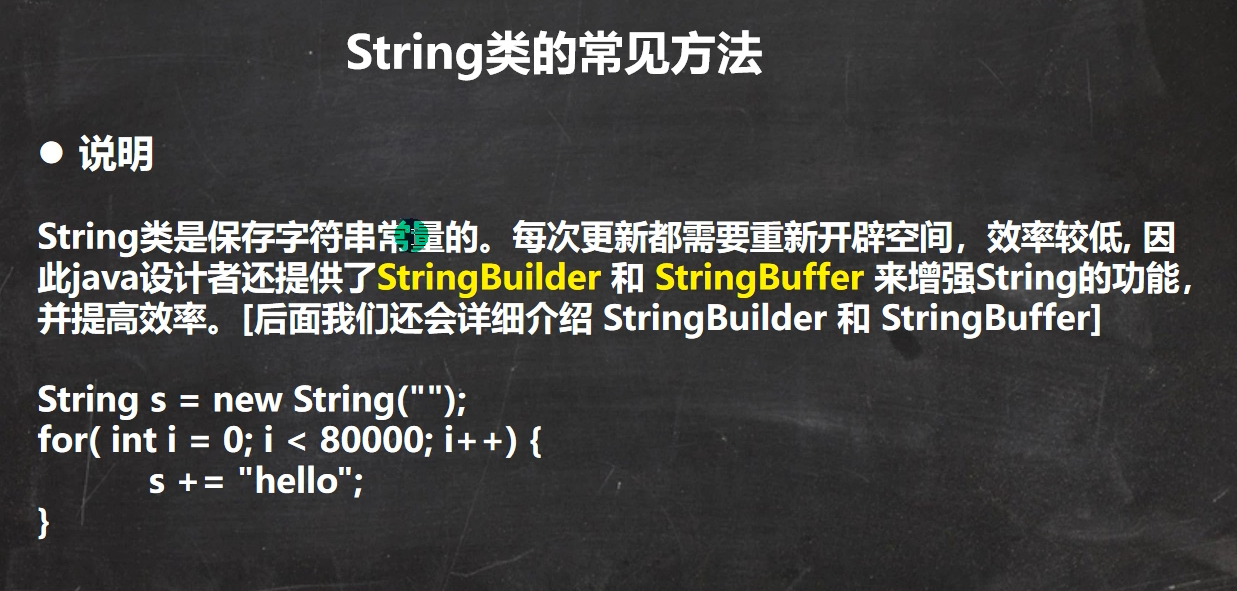 String类的常见方法
● 说明
String类是保存字符串常量的。每次更新都需要重新开辟空间，效率较低, 因
此java设计者还提供了StringBuilder 和 StringBuffer 来增强String的功能，
并提高效率。[后面我们还会详细介绍 StringBuilder 和 StringBuffer]
String s = new String("");
for( int i = 0; i < 80000; i++) {
s += "hello";
}